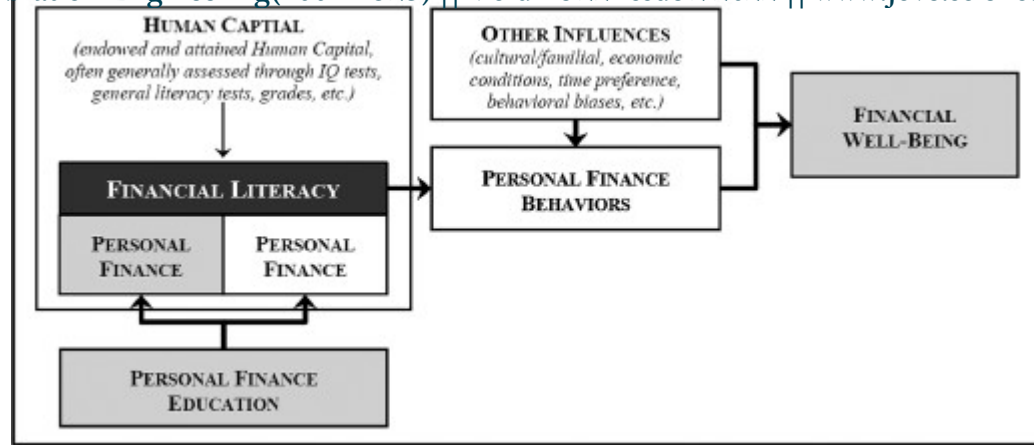 HUMAN CAPTIAL
(endowed and attained Human Capital,
often generally assessed through IQ tests,
general literacy tests, grades, etc.)
FINANCIAL LITERACY
PERSONAL
FINANCE
PERSONAL
FINANCE
PERSONAL FINANCE
EDUCATION
OTHER INFLUENCES
(cultural/familial, economic
conditions, time preference,
behavioral biases, etc.)
PERSONAL FINANCE
BEHAVIORS
FINANCIAL
WELL-BEING